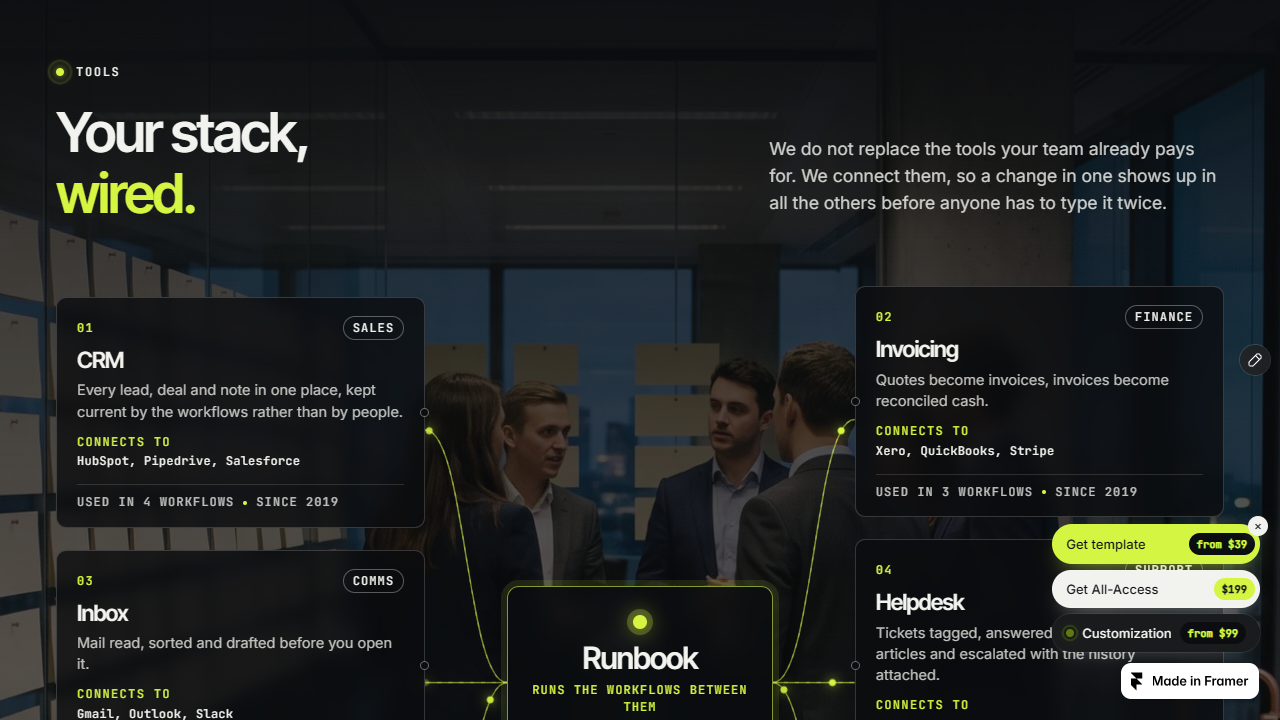 TOOLS
Your stack,
wired.
We do not replace the tools your team already pays
for. We connect them, so a change in one shows up in
all the others before anyone has to type it twice.
01
SALES
CRM
Every lead, deal and note in one place, kept
current by the workflows rather than by people.
CONNECTS TO
HubSpot, Pipedrive, Salesforce
USED IN 4 WORKFLOWS • SINCE 2019
02
FINANCE
Invoicing
Quotes become invoices, invoices become
reconciled cash.
CONNECTS TO
Xero, QuickBooks, Stripe
USED IN 3 WORKFLOWS • SINCE 2019
03
COMMS
Inbox
Mail read, sorted and drafted before you open
it.
CONNECTS TO
Gmail, Outlook, Slack
Runbook
RUNS THE WORKFLOWS BETWEEN
THEM
04
SUPPORT
Helpdesk
Tickets tagged, answered
articles and escalated with the history
attached.
CONNECTS TO
Get template
from $39
Get All-Access
$199
Customization
from $99
Made in Framer